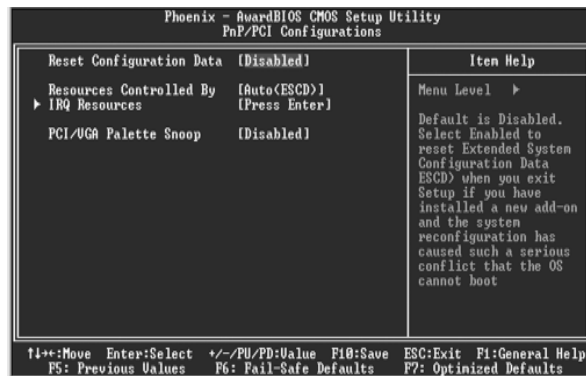 Phoenix - AwardBIOS CMOS Setup Utility
PnP/PCI Configurations
Reset Configuration Data [Disabled]
Resources Controlled By [Auto(ESCD)]
▶ IRQ Resources [Press Enter]
PCI/VGA Palette Snoop [Disabled]
Item Help
Menu Level ▶
Default is Disabled.
Select Enabled to
reset Extended System
Configuration Data
ESCD) when you exit
Setup if you have
installed a new add-on
and the system
reconfiguration has
caused such a serious
conflict that the OS
cannot boot
↑↓→←:Move Enter:Select +/-/PU/PD:Value F10:Save ESC:Exit F1:General Help
F5: Previous Values F6: Fail-Safe Defaults F7: Optimized Defaults